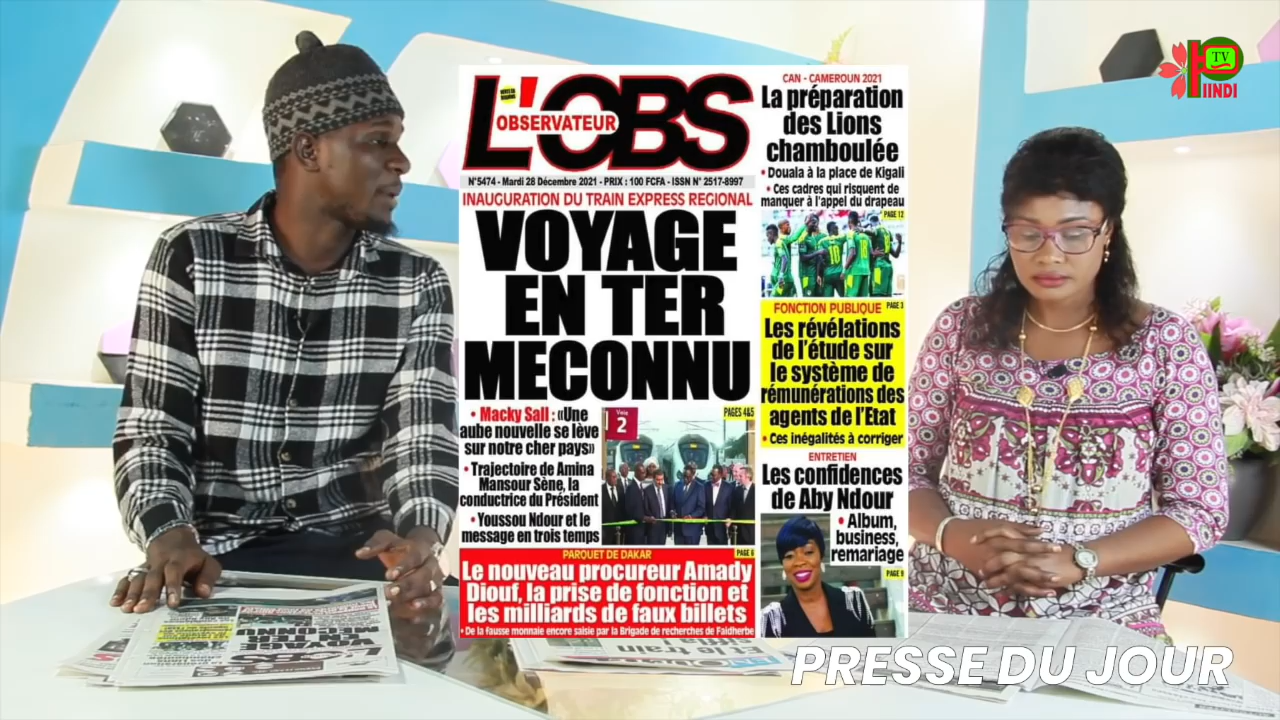 L'OBS
OBSERVATEUR
N°5474 - Mardi 28 Décembre 2021 - PRIX : 100 FCFA - ISSN N° 2517-8997
INAUGURATION DU TRAIN EXPRESS REGIONAL
VOYAGE
EN TER
MECONNU
• Macky Sall : «Une
aube nouvelle se lève
sur notre cher pays»
• Trajectoire de Amina
Mansour Sène, la
conductrice du Président
• Youssou Ndour et le
message en trois temps
Voie
2
PAGES 4&5
PARQUET DE DAKAR
PAGE 6
Le nouveau procureur Amady
Diouf, la prise de fonction et
les milliards de faux billets
• De la fausse monnaie encore saisie par la Brigade de recherches de Faidherbe
CAN - CAMEROUN 2021
La préparation
des Lions
chamboulée
• Douala à la place de Kigali
• Ces cadres qui risquent de
manquer à l'appel du drapeau
PAGE 12
FONCTION PUBLIQUE
PAGE 3
Les révélations
de l'étude sur
le système de
rémunérations des
agents de l'Etat
• Ces inégalités à corriger
ENTRETIEN
Les confidences
de Aby Ndour
• Album,
business,
remariage
PAGE 9
TV
PIINDI
VOYAGE
EN TER
MECONNU
L'OBS
PRESSE DU JOUR